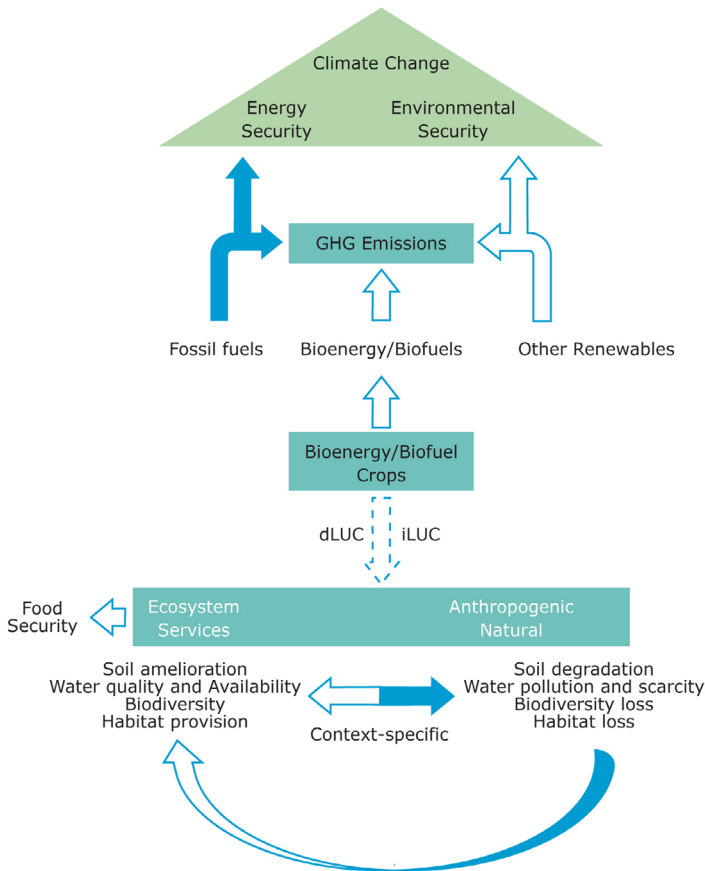 Climate Change
Energy
Security
Environmental
Security
GHG Emissions
Fossil fuels
Bioenergy/Biofuels
Other Renewables
Bioenergy/Biofuel
Crops
dLUC
iLUC
Food
Security
Ecosystem
Services
Anthropogenic
Natural
Soil amelioration
Water quality and Availability
Biodiversity
Habitat provision
Context-specific
Soil degradation
Water pollution and scarcity
Biodiversity loss
Habitat loss